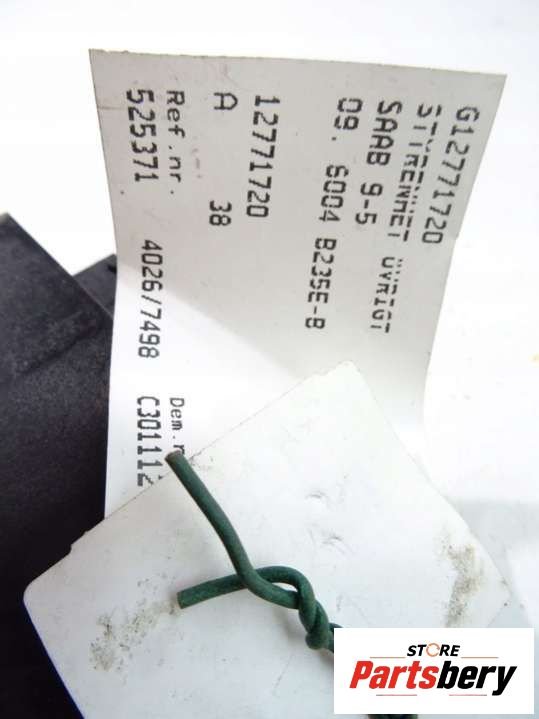 G12771720
STYRENHET ÖVRIGT
SAAB 9-5
09. 6004 B235E-B
12771720
A 38
Ref.nr. Dem.n
525371 4026/7498 C301112
STORE
Partsbery